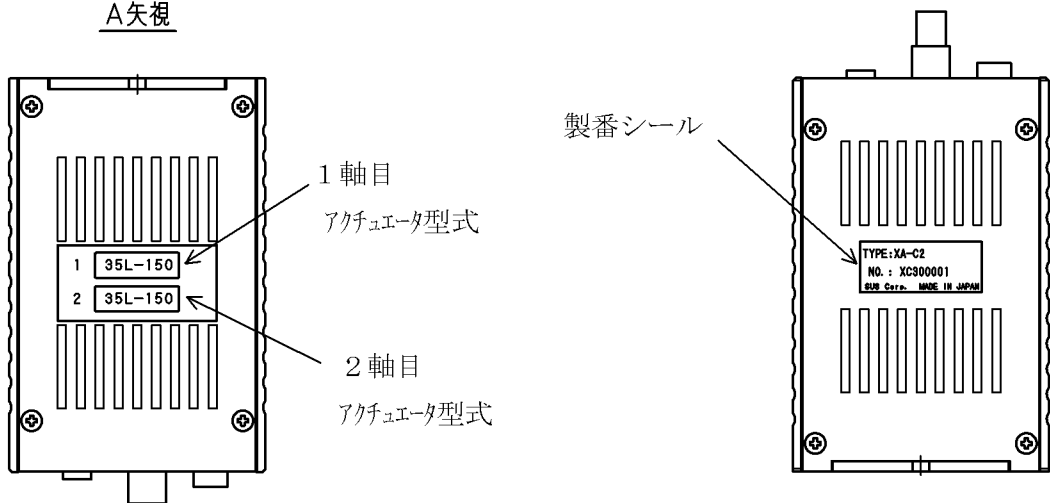 A矢視
1軸目
アクチュエータ型式
1 35L-150
2 35L-150
2軸目
アクチュエータ型式
製番シール
TYPE:XA-C2
NO.: XC300001
SUS Corp. MADE IN JAPAN